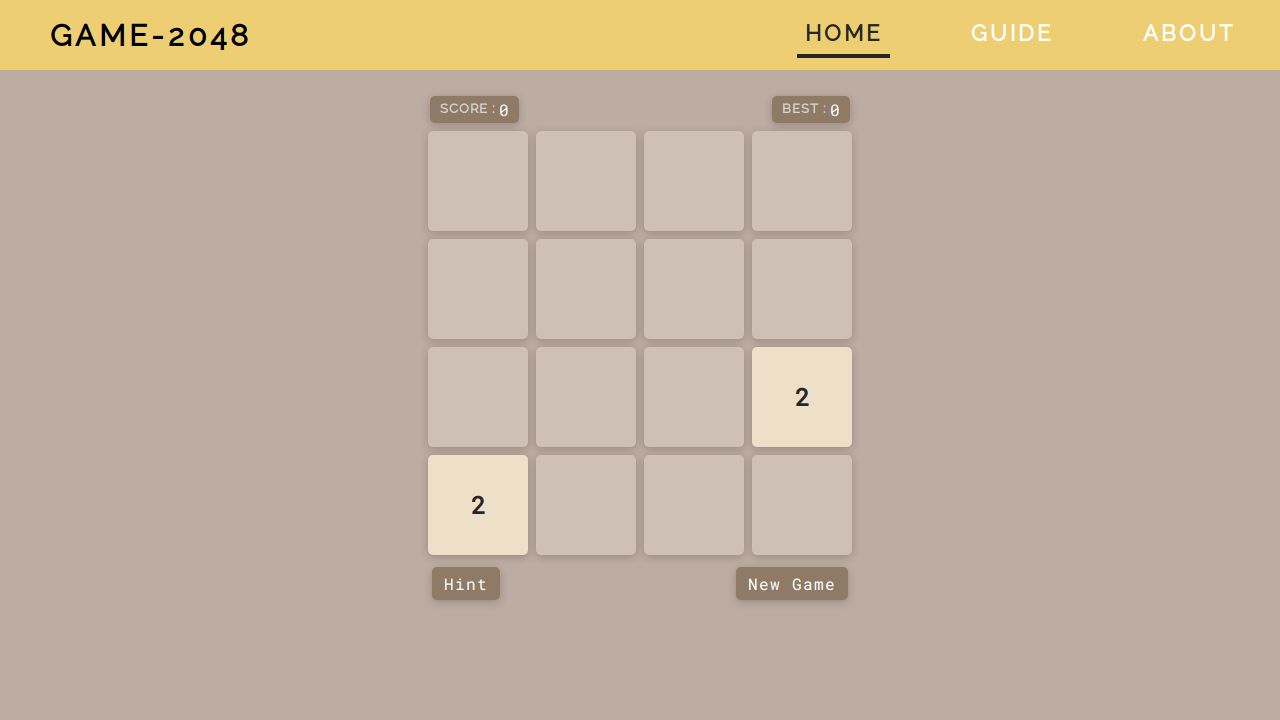 GAME-2048
HOME
GUIDE
ABOUT
SCORE : 0
BEST : 0
2
2
Hint
New Game